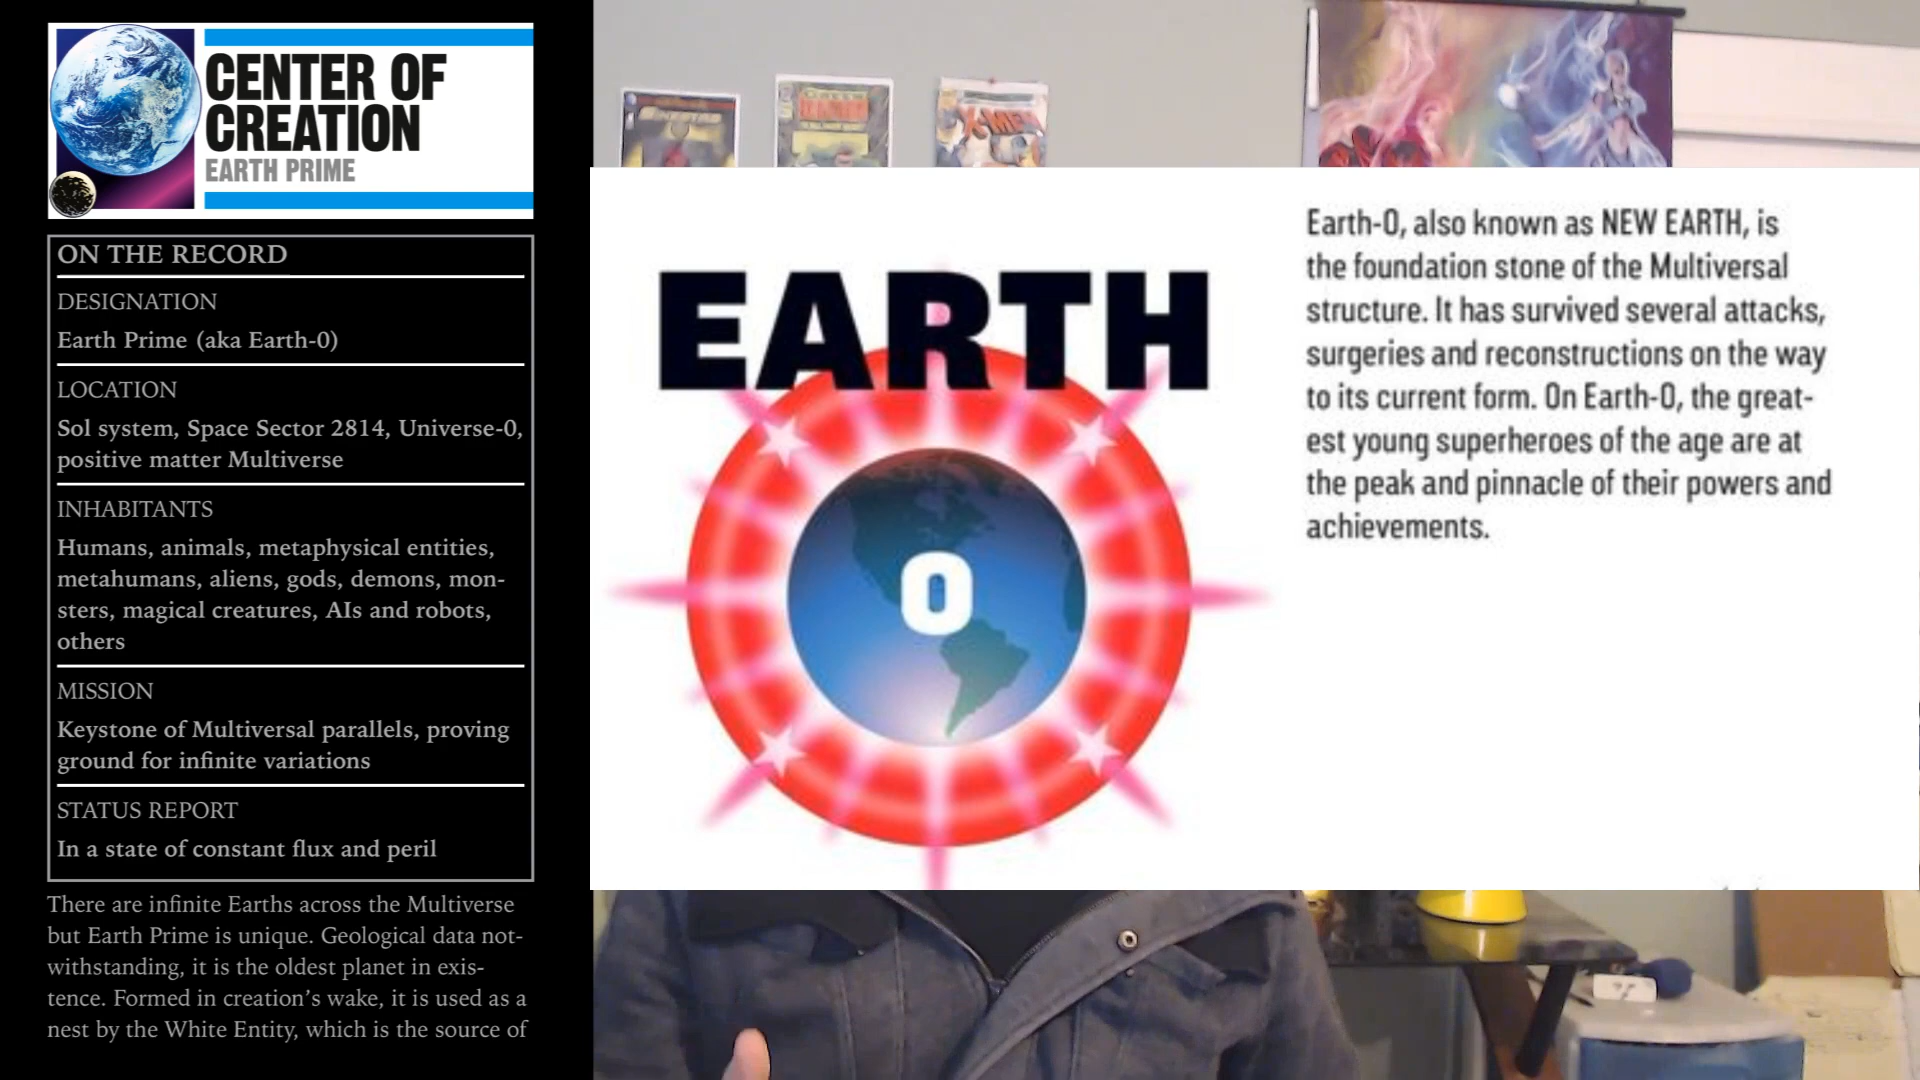 CENTER OF
CREATION
EARTH PRIME
ON THE RECORD
DESIGNATION
Earth Prime (aka Earth-0)
LOCATION
Sol system, Space Sector 2814, Universe-0,
positive matter Multiverse
INHABITANTS
Humans, animals, metaphysical entities,
metahumans, aliens, gods, demons, mon-
sters, magical creatures, AIs and robots,
others
MISSION
Keystone of Multiversal parallels, proving
ground for infinite variations
STATUS REPORT
In a state of constant flux and peril
There are infinite Earths across the Multiverse
but Earth Prime is unique. Geological data not-
withstanding, it is the oldest planet in exis-
tence. Formed in creation's wake, it is used as a
nest by the White Entity, which is the source of
X-MEN
EARTH
0
Earth-0, also known as NEW EARTH, is
the foundation stone of the Multiversal
structure. It has survived several attacks,
surgeries and reconstructions on the way
to its current form. On Earth-0, the great-
est young superheroes of the age are at
the peak and pinnacle of their powers and
achievements.